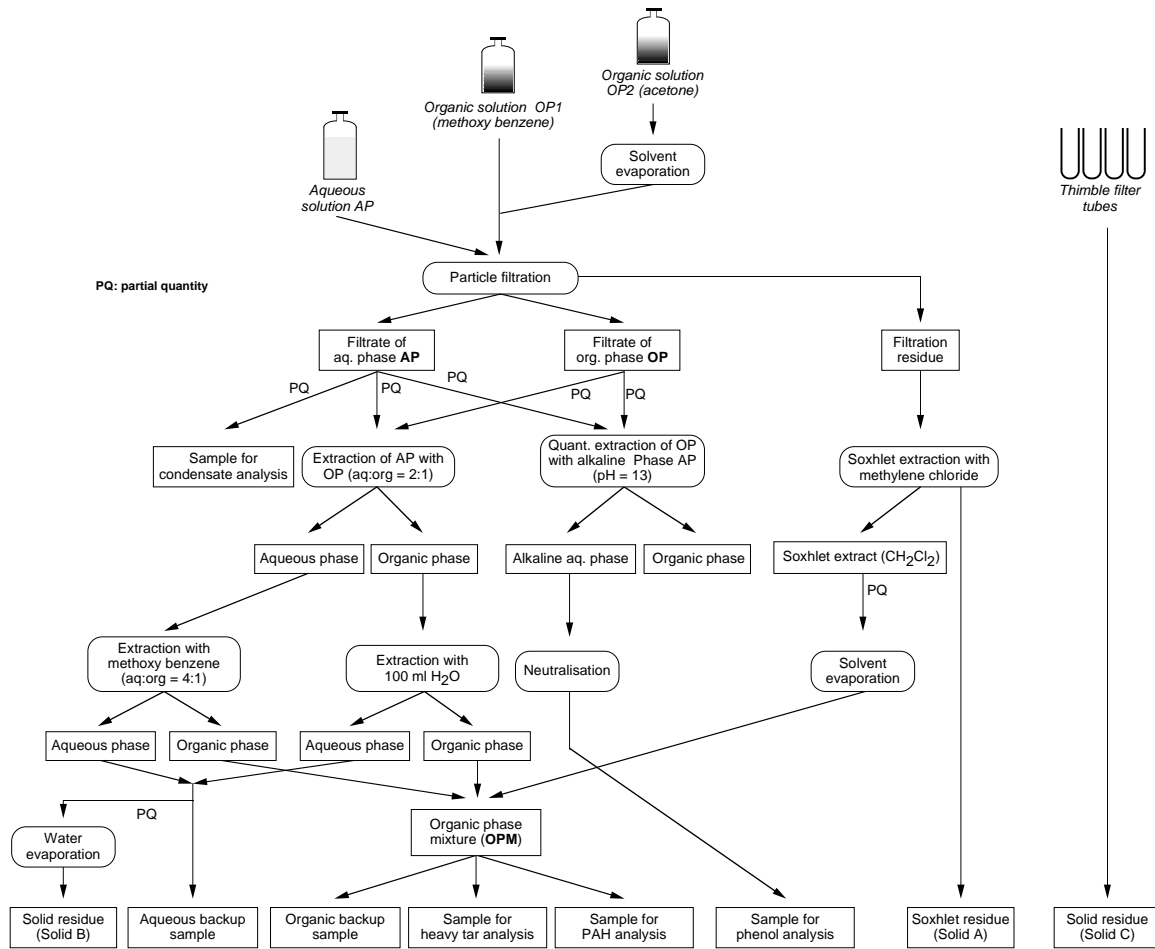 Organic solution
OP2 (acetone)
Organic solution OP1
(methoxy benzene)
Solvent
evaporation
Aqueous
solution AP
Thimble filter
tubes
PQ: partial quantity
Particle filtration
Filtrate of
aq. phase AP
Filtrate of
org. phase OP
Filtration
residue
PQ
PQ
PQ
PQ
PQ
Sample for
condensate analysis
Extraction of AP with
OP (aq:org = 2:1)
Quant. extraction of OP
with alkaline Phase AP
(pH = 13)
Soxhlet extraction with
methylene chloride
Aqueous phase
Organic phase
Alkaline aq. phase
Organic phase
Soxhlet extract (CH2Cl2)
PQ
Extraction with
methoxy benzene
(aq:org = 4:1)
Extraction with
100 ml H2O
Neutralisation
Solvent
evaporation
Aqueous phase
Organic phase
Aqueous phase
Organic phase
PQ
Water
evaporation
Organic phase
mixture (OPM)
Solid residue
(Solid B)
Aqueous backup
sample
Organic backup
sample
Sample for
heavy tar analysis
Sample for
PAH analysis
Sample for
phenol analysis
Soxhlet residue
(Solid A)
Solid residue
(Solid C)